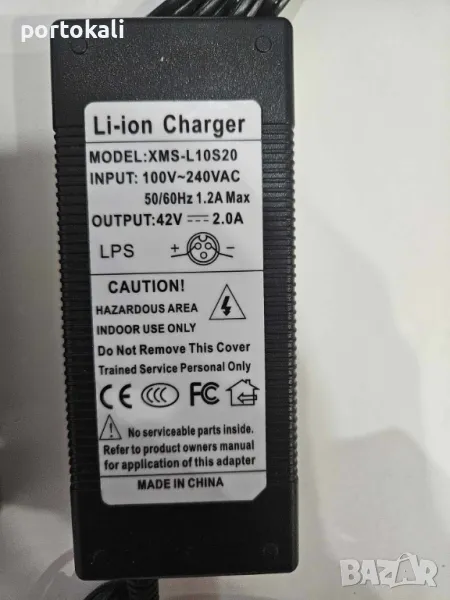 portokali
Li-ion Charger
MODEL:XMS-L10S20
INPUT: 100V~240VAC
50/60Hz 1.2A Max
OUTPUT:42V⎓2.0A
LPS + -
CAUTION!
HAZARDOUS AREA
INDOOR USE ONLY
Do Not Remove This Cover
Trained Service Personal Only
CE CCC FC
No serviceable parts inside.
Refer to product owners manual
for application of this adapter
MADE IN CHINA
BAZAR